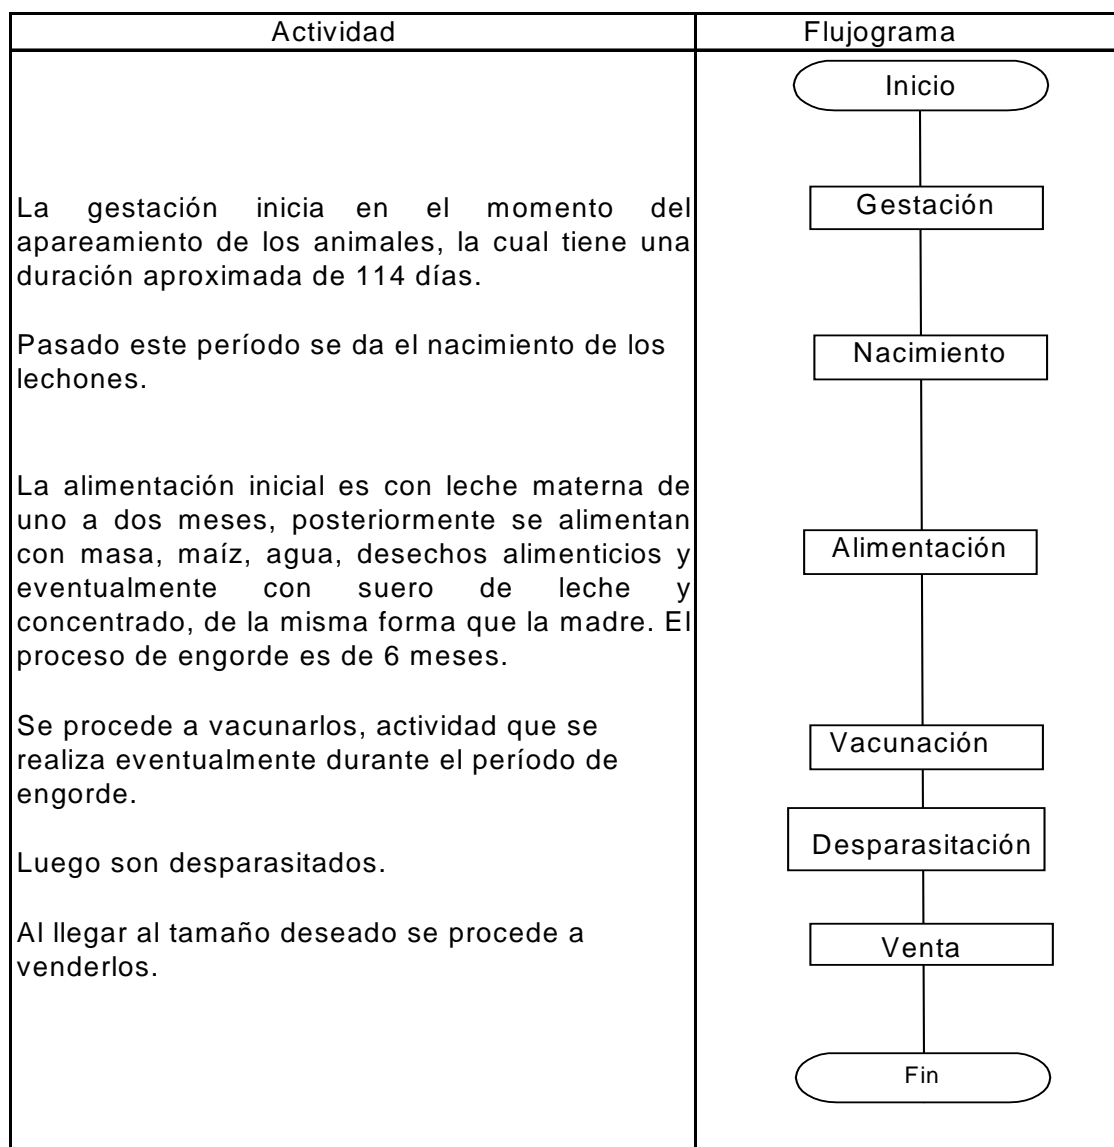 Actividad
Flujograma
Inicio
La gestación inicia en el momento del
apareamiento de los animales, la cual tiene una
duración aproximada de 114 días.
Gestación
Pasado este período se da el nacimiento de los
lechones.
Nacimiento
La alimentación inicial es con leche materna de
uno a dos meses, posteriormente se alimentan
con masa, maíz, agua, desechos alimenticios y
eventualmente con suero de leche y
concentrado, de la misma forma que la madre. El
proceso de engorde es de 6 meses.
Alimentación
Se procede a vacunarlos, actividad que se
realiza eventualmente durante el período de
engorde.
Vacunación
Luego son desparasitados.
Desparasitación
Al llegar al tamaño deseado se procede a
venderlos.
Venta
Fin